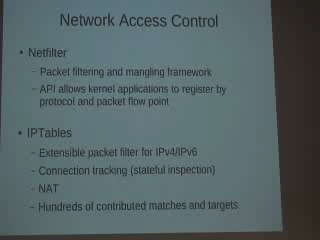 Network Access Control
• Netfilter
– Packet filtering and mangling framework
– API allows kernel applications to register by
protocol and packet flow point
• IPTables
– Extensible packet filter for IPv4/IPv6
– Connection tracking (stateful inspection)
– NAT
– Hundreds of contributed matches and targets